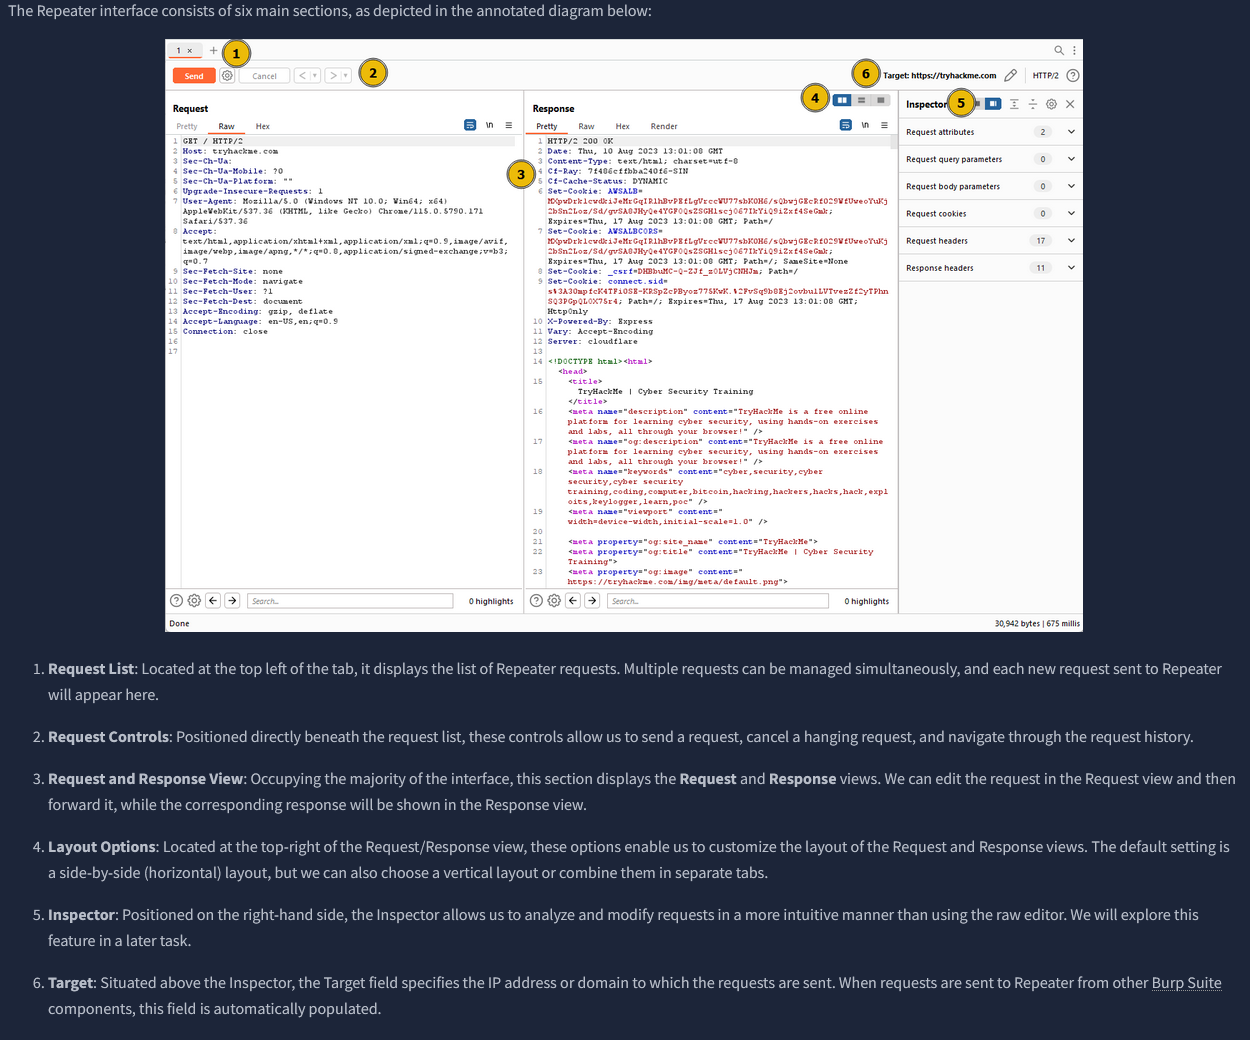 The Repeater interface consists of six main sections, as depicted in the annotated diagram below:
1 × +
1
Send
Cancel
< >
2
6
Target: https://tryhackme.com
HTTP/2
4
Request
Response
Inspector
5
Pretty Raw Hex
\n
Pretty Raw Hex Render
\n
1 GET / HTTP/2
2 Host: tryhackme.com
3 Sec-Ch-Ua:
4 Sec-Ch-Ua-Mobile: ?0
5 Sec-Ch-Ua-Platform: ""
6 Upgrade-Insecure-Requests: 1
7 User-Agent: Mozilla/5.0 (Windows NT 10.0; Win64; x64)
AppleWebKit/537.36 (KHTML, like Gecko) Chrome/115.0.5790.171
Safari/537.36
8 Accept:
text/html,application/xhtml+xml,application/xml;q=0.9,image/avif,
image/webp,image/apng,*/*;q=0.8,application/signed-exchange;v=b3;
q=0.7
9 Sec-Fetch-Site: none
10 Sec-Fetch-Mode: navigate
11 Sec-Fetch-User: ?1
12 Sec-Fetch-Dest: document
13 Accept-Encoding: gzip, deflate
14 Accept-Language: en-US,en;q=0.9
15 Connection: close
16
17
3
1 HTTP/2 200 OK
2 Date: Thu, 10 Aug 2023 13:01:08 GMT
3 Content-Type: text/html; charset=utf-8
4 Cf-Ray: 7f486cffbba240f6-SIN
5 Cf-Cache-Status: DYNAMIC
6 Set-Cookie: AWSALB=
Expires=Thu, 17 Aug 2023 13:01:08 GMT; Path=/
7 Set-Cookie: AWSALBCORS=
Expires=Thu, 17 Aug 2023 13:01:08 GMT; Path=/; SameSite=None
8 Set-Cookie: _csrf= Path=/
9 Set-Cookie: connect.sid=
Path=/; Expires=Thu, 17 Aug 2023 13:01:08 GMT;
HttpOnly
10 X-Powered-By: Express
11 Vary: Accept-Encoding
12 Server: cloudflare
13
14 <!DOCTYPE html><html>
<head>
15 <title>
TryHackMe | Cyber Security Training
</title>
16 <meta name="description" content="TryHackMe is a free online
platform for learning cyber security, using hands-on exercises
and labs, all through your browser!" />
17 <meta name="og:description" content="TryHackMe is a free online
platform for learning cyber security, using hands-on exercises
and labs, all through your browser!" />
18 <meta name="keywords" content="cyber,security,cyber
security,cyber security
training,coding,computer,bitcoin,hacking,hackers,hacks,hack,expl
oits,keylogger,learn,poc" />
19 <meta name="viewport" content="
width=device-width,initial-scale=1.0" />
20
21 <meta property="og:site_name" content="TryHackMe">
22 <meta property="og:title" content="TryHackMe | Cyber Security
Training">
23 <meta property="og:image" content="
https://tryhackme.com/img/meta/default.png">
Request attributes 2
Request query parameters 0
Request body parameters 0
Request cookies 0
Request headers 17
Response headers 11
Search...
0 highlights
Search...
0 highlights
Done
30,942 bytes | 675 millis
1. Request List: Located at the top left of the tab, it displays the list of Repeater requests. Multiple requests can be managed simultaneously, and each new request sent to Repeater
will appear here.
2. Request Controls: Positioned directly beneath the request list, these controls allow us to send a request, cancel a hanging request, and navigate through the request history.
3. Request and Response View: Occupying the majority of the interface, this section displays the Request and Response views. We can edit the request in the Request view and then
forward it, while the corresponding response will be shown in the Response view.
4. Layout Options: Located at the top-right of the Request/Response view, these options enable us to customize the layout of the Request and Response views. The default setting is
a side-by-side (horizontal) layout, but we can also choose a vertical layout or combine them in separate tabs.
5. Inspector: Positioned on the right-hand side, the Inspector allows us to analyze and modify requests in a more intuitive manner than using the raw editor. We will explore this
feature in a later task.
6. Target: Situated above the Inspector, the Target field specifies the IP address or domain to which the requests are sent. When requests are sent to Repeater from other Burp Suite
components, this field is automatically populated.